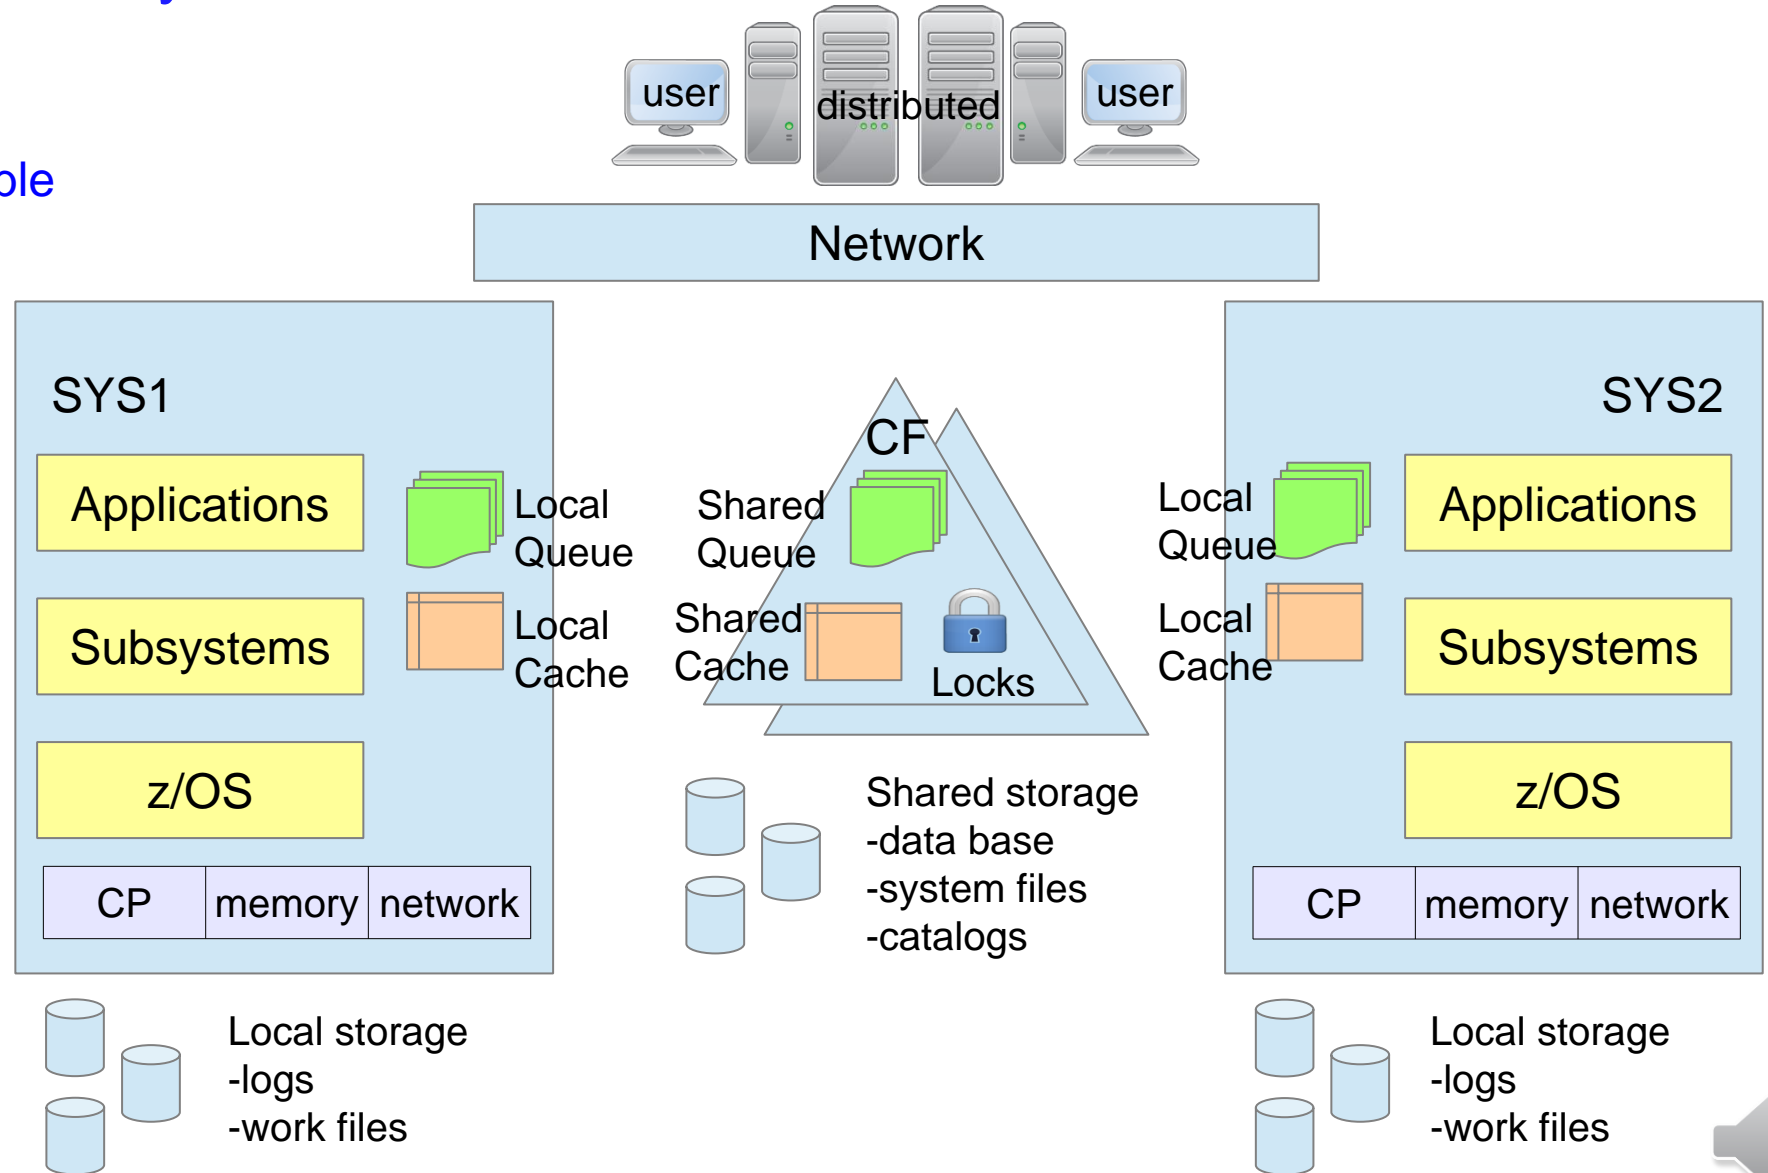 user
distributed
user
Network
SYS1
Applications
Subsystems
z/OS
CP
memory
network
Local
Queue
Local
Cache
CF
Shared
Queue
Shared
Cache
Locks
Shared storage
-data base
-system files
-catalogs
SYS2
Local
Queue
Local
Cache
Applications
Subsystems
z/OS
CP
memory
network
Local storage
-logs
-work files
Local storage
-logs
-work files